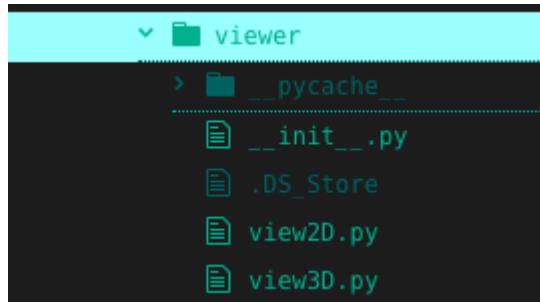 viewer
__pycache__
__init__.py
.DS_Store
view2D.py
view3D.py